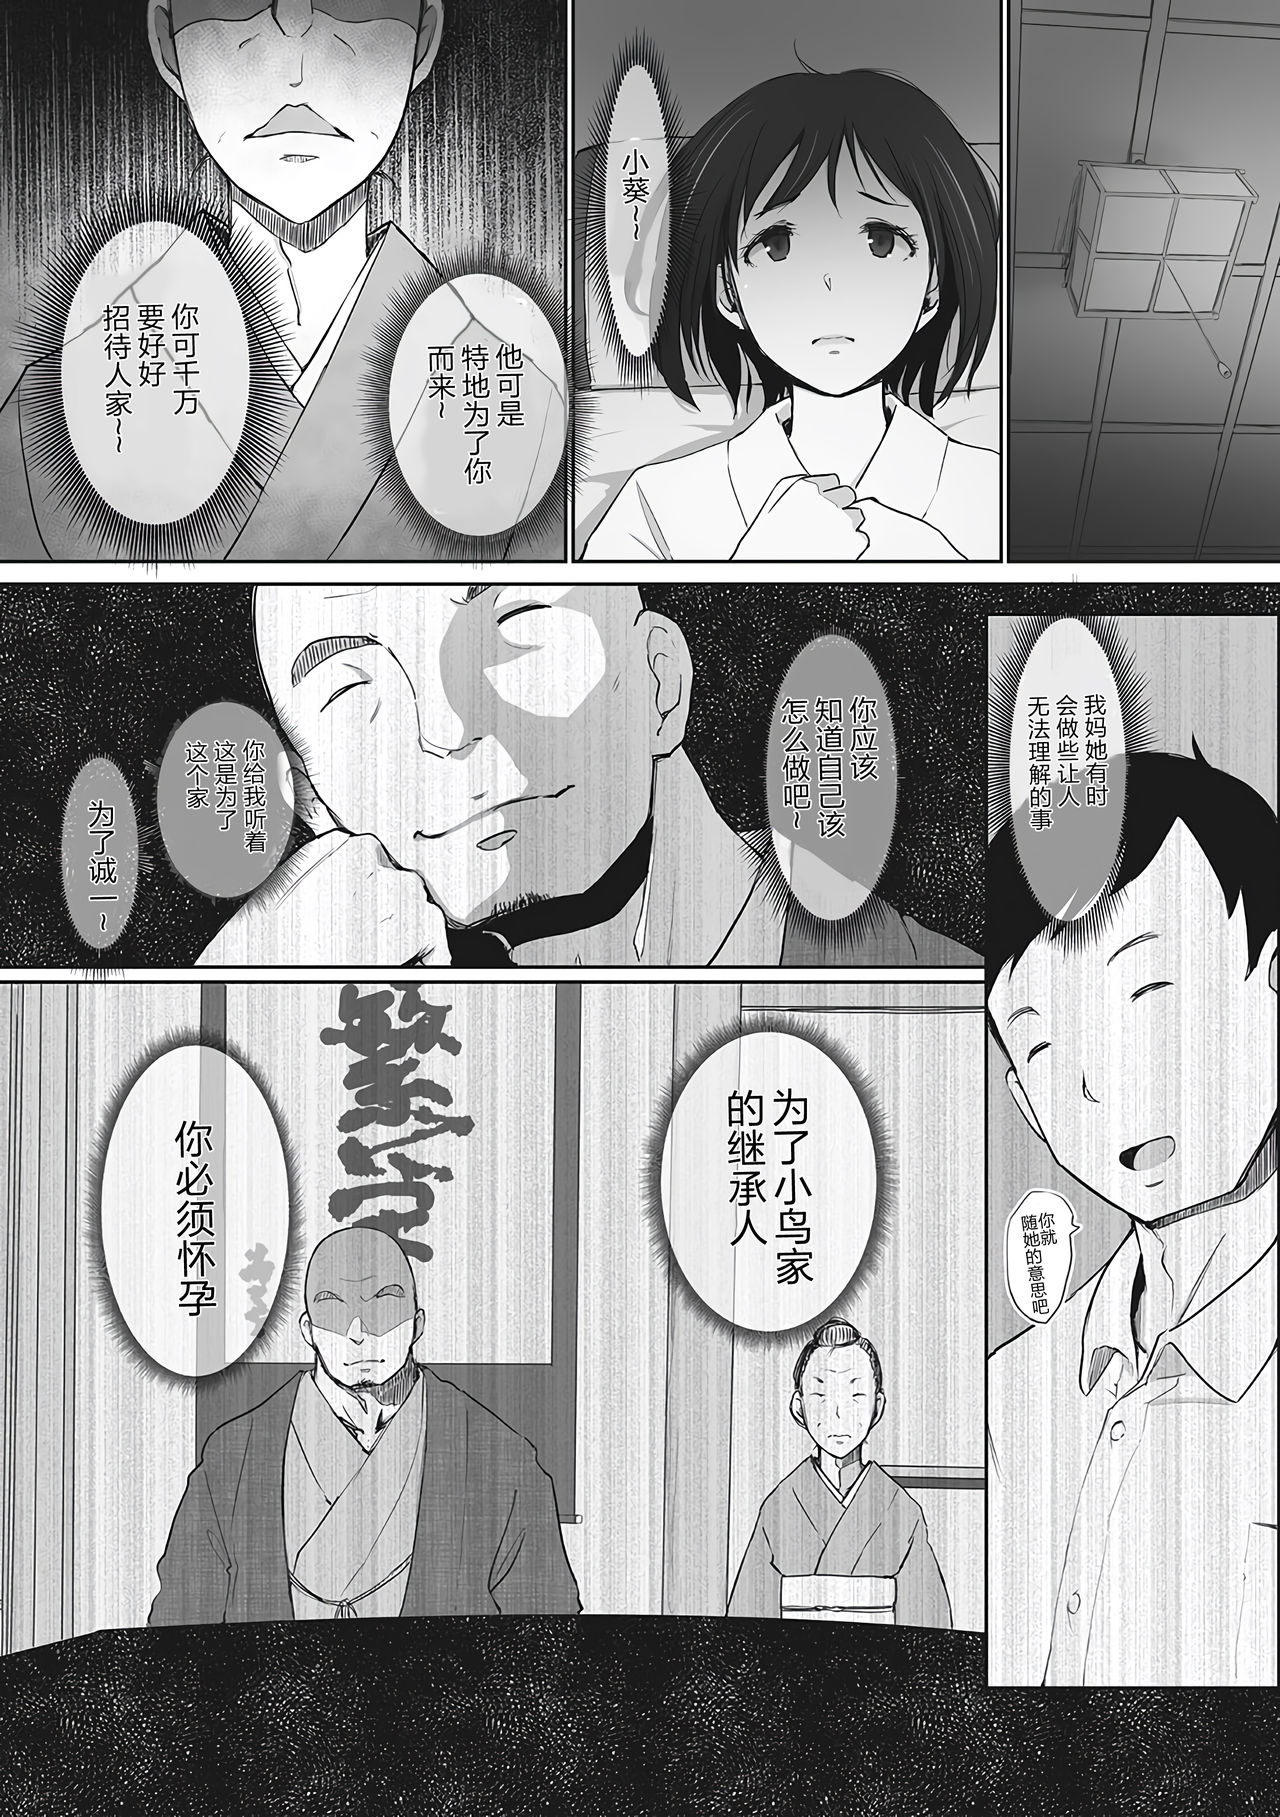 小葵~
他可是
特地为了你
而来~
你可千万
要好好
招待人家~
我妈她有时
会做些让人
无法理解的事
你就
随她的意思吧
你应该
知道自己该
怎么做吧~
你给我听着
这是为了
这个家
为了诚一~
为了小鸟家
的继承人
你必须怀孕